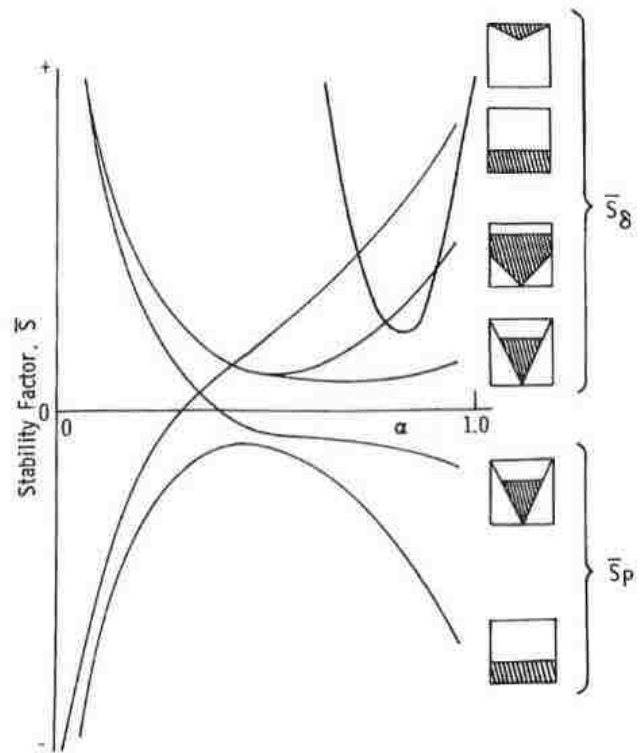 +
Stability Factor, S̅
0
0
α
1.0
-
S̅δ
S̅p